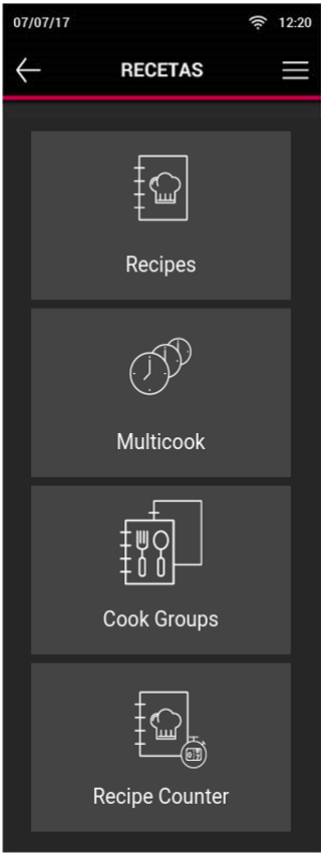 07/07/17 12:20
RECETAS
Recipes
Multicook
Cook Groups
Recipe Counter